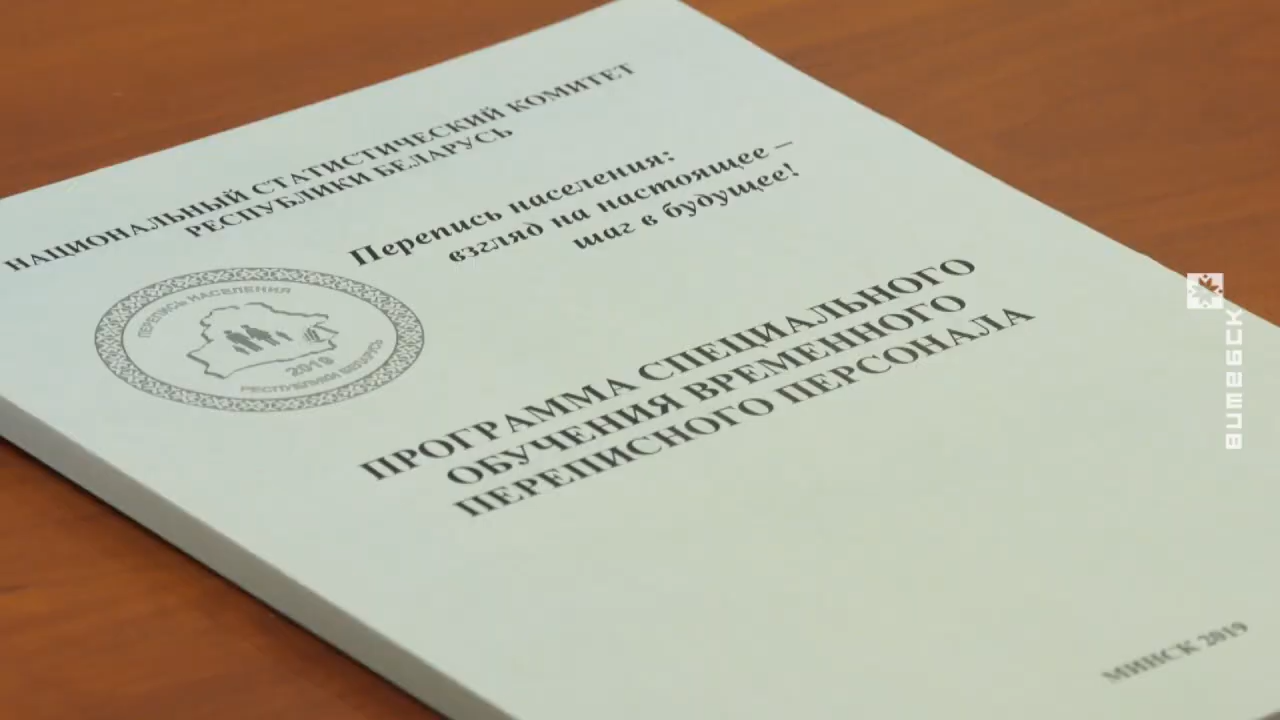 НАЦИОНАЛЬНЫЙ СТАТИСТИЧЕСКИЙ КОМИТЕТ
РЕСПУБЛИКИ БЕЛАРУСЬ
Перепись населения:
взгляд на настоящее –
шаг в будущее!
ПЕРЕПИСЬ НАСЕЛЕНИЯ
2019
РЕСПУБЛИКИ БЕЛАРУСЬ
ПРОГРАММА СПЕЦИАЛЬНОГО
ОБУЧЕНИЯ ВРЕМЕННОГО
ПЕРЕПИСНОГО ПЕРСОНАЛА
МИНСК 2019
ВИТЕБСК